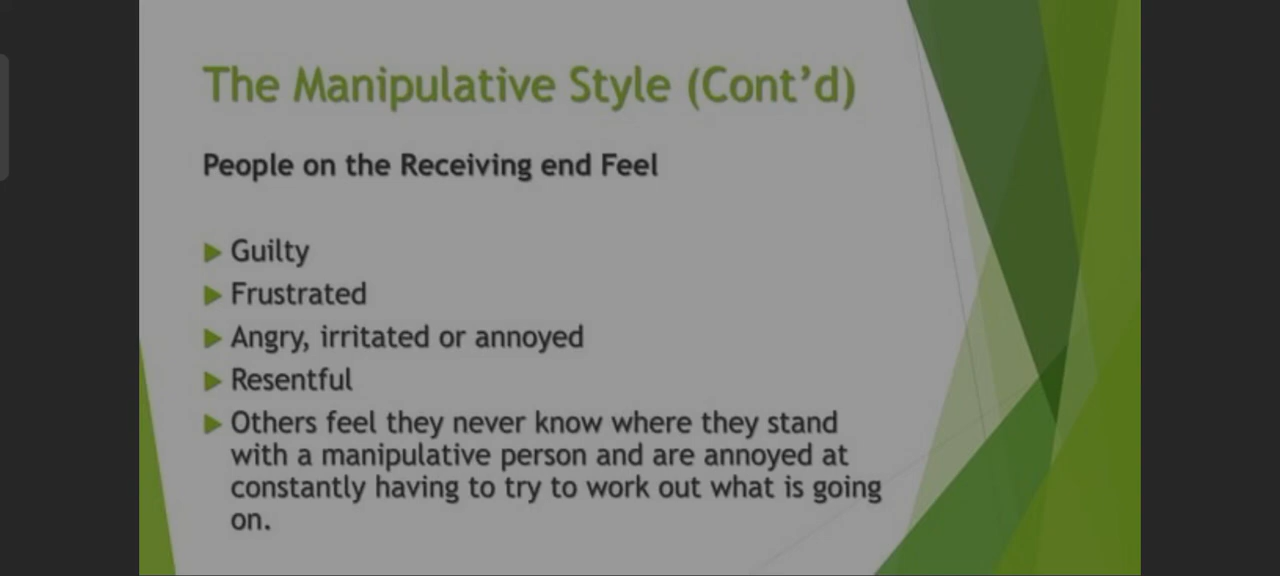 The Manipulative Style (Cont’d)
People on the Receiving end Feel
Guilty
Frustrated
Angry, irritated or annoyed
Resentful
Others feel they never know where they stand
with a manipulative person and are annoyed at
constantly having to try to work out what is going
on.